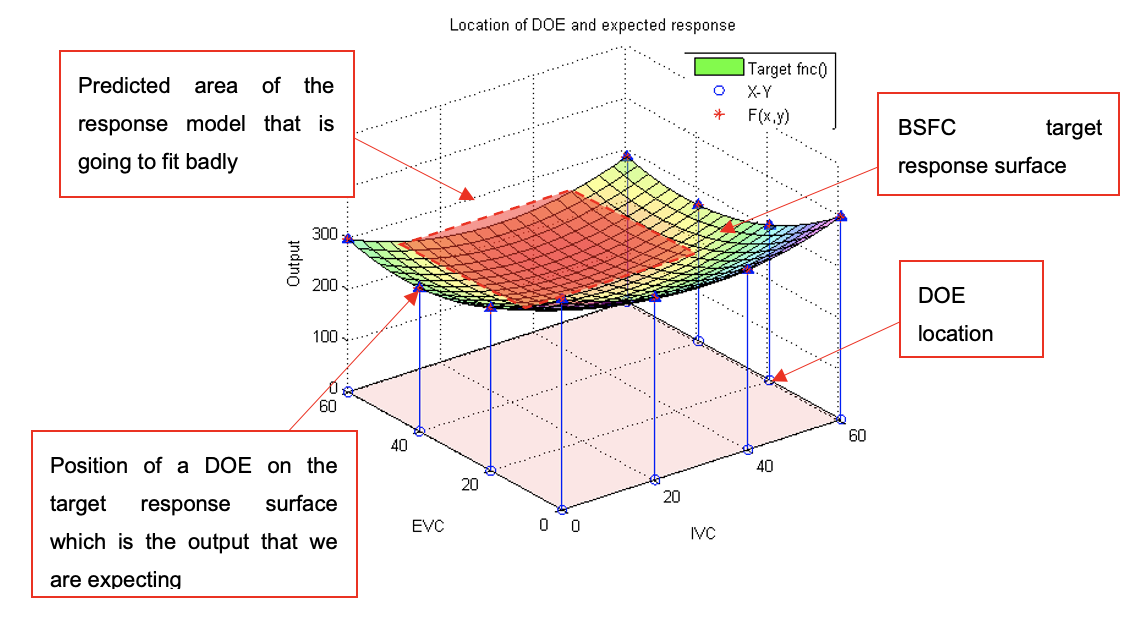 Location of DOE and expected response
Predicted area of the
response model that is
going to fit badly
Target fnc()
X-Y
F(x,y)
BSFC target
response surface
DOE
location
Output
300
200
100
0
60
40
20
0
EVC
0
20
40
60
IVC
Position of a DOE on the
target response surface
which is the output that we
are expecting